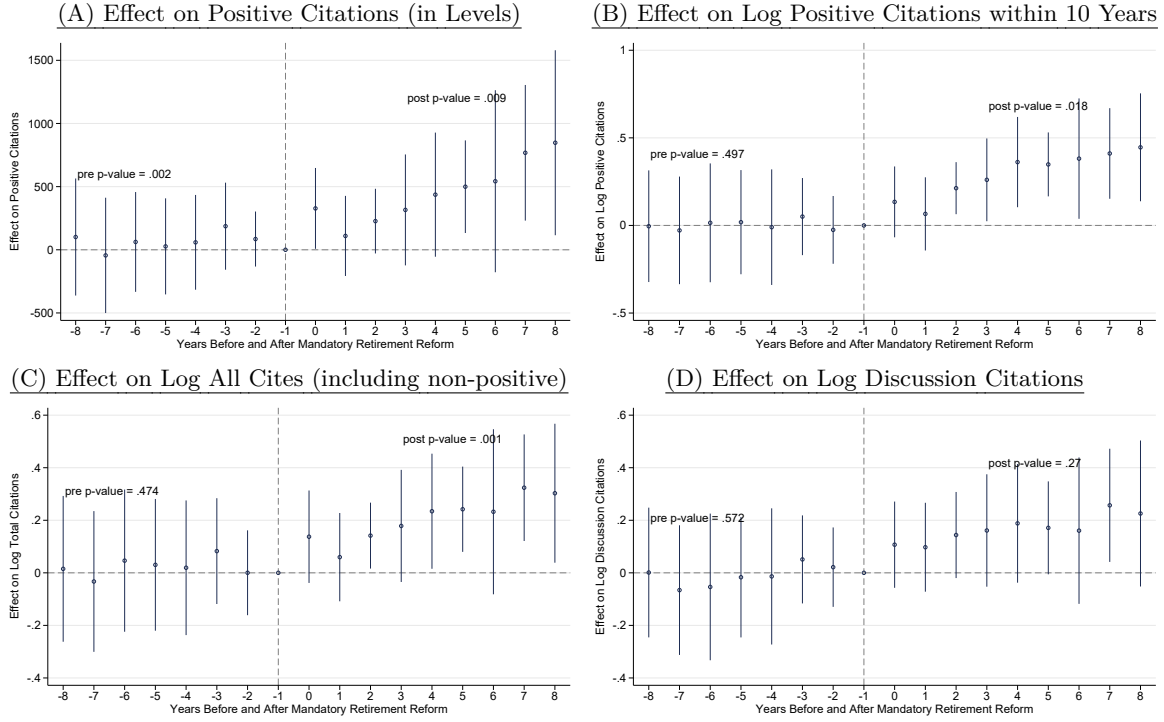 (A) Effect on Positive Citations (in Levels)
Effect on Positive Citations
1500
1000
500
0
-500
pre p-value = .002
post p-value = .009
-8 -7 -6 -5 -4 -3 -2 -1 0 1 2 3 4 5 6 7 8
Years Before and After Mandatory Retirement Reform
(B) Effect on Log Positive Citations within 10 Years
Effect on Log Positive Citations
1
.5
0
-.5
pre p-value = .497
post p-value = .018
-8 -7 -6 -5 -4 -3 -2 -1 0 1 2 3 4 5 6 7 8
Years Before and After Mandatory Retirement Reform
(C) Effect on Log All Cites (including non-positive)
Effect on Log Total Citations
.6
.4
.2
0
-.2
-.4
pre p-value = .474
post p-value = .001
-8 -7 -6 -5 -4 -3 -2 -1 0 1 2 3 4 5 6 7 8
Years Before and After Mandatory Retirement Reform
(D) Effect on Log Discussion Citations
Effect on Log Discussion Citations
.6
.4
.2
0
-.2
-.4
pre p-value = .572
post p-value = .27
-8 -7 -6 -5 -4 -3 -2 -1 0 1 2 3 4 5 6 7 8
Years Before and After Mandatory Retirement Reform